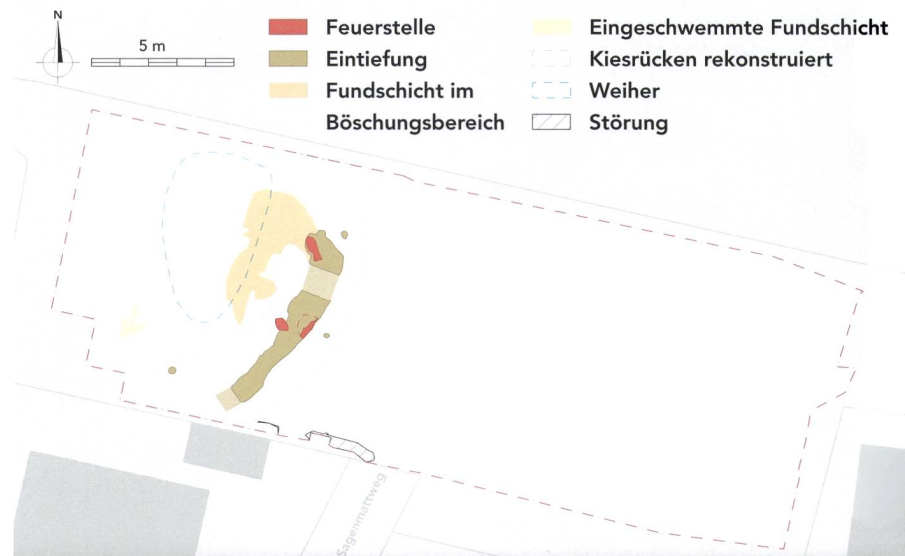 N
5 m
Feuerstelle
Eintiefung
Fundschicht im
Böschungsbereich
Eingeschwemmte Fundschicht
Kiesrücken rekonstruiert
Weiher
Störung
Sagenmattweg